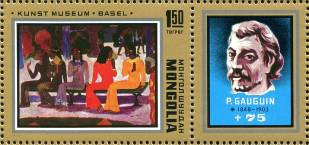 KUNST MUSEUM • BASEL
1.50
ТӨГРӨГ
МОНГОЛ ШУУДАН
MONGOLIA
P. GAUGUIN
1848 - 1903
+ 75